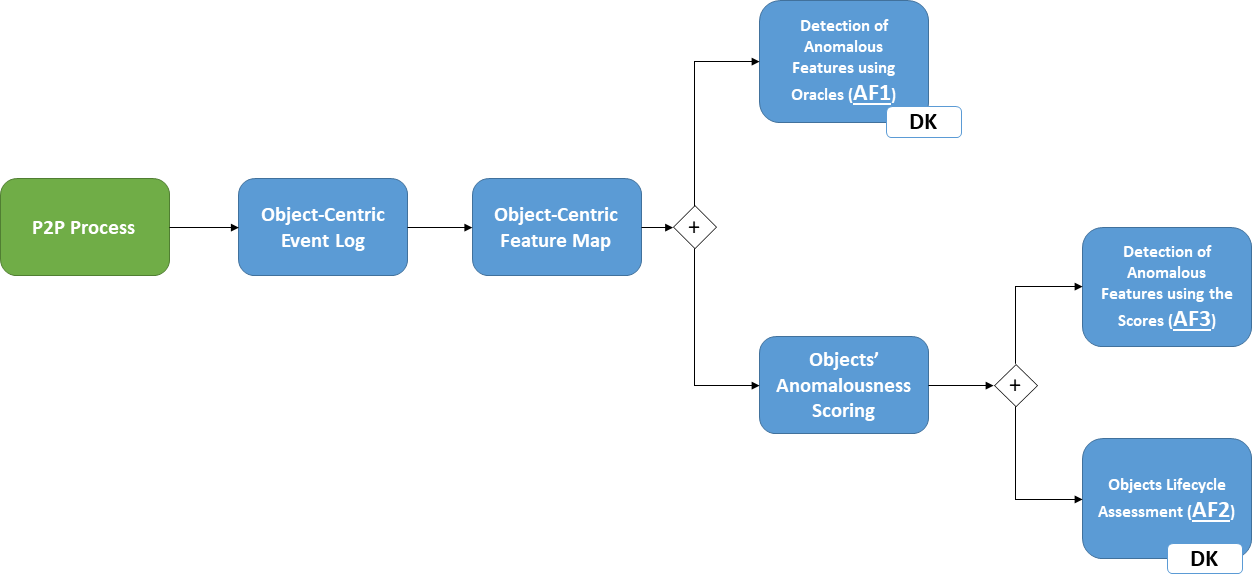 Detection of
Anomalous
Features using
Oracles (AF1)
DK
P2P Process
Object-Centric
Event Log
Object-Centric
Feature Map
+
Detection of
Anomalous
Features using the
Scores (AF3)
Objects’
Anomalousness
Scoring
+
Objects Lifecycle
Assessment (AF2)
DK